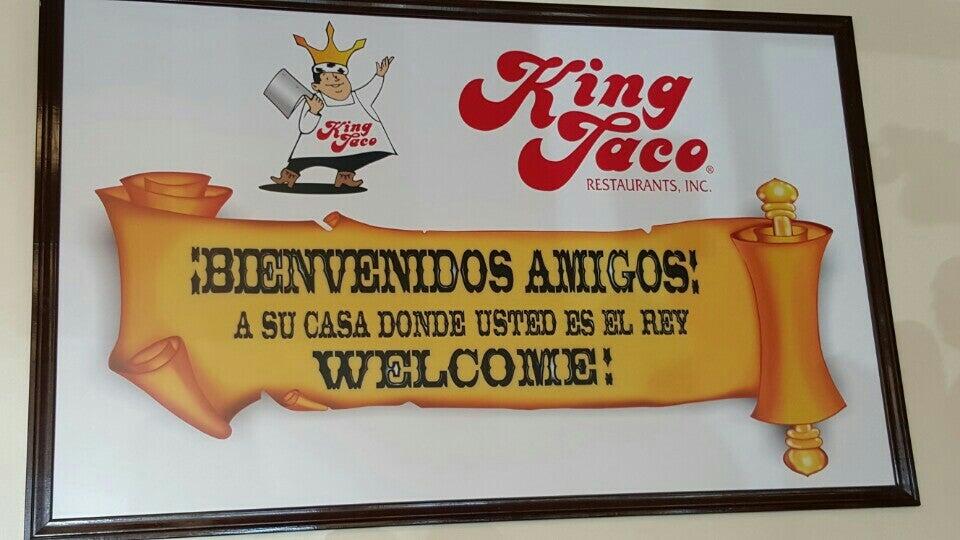 King
Taco
King
Taco®
RESTAURANTS, INC.
¡BIENVENIDOS AMIGOS!
A SU CASA DONDE USTED ES EL REY
WELCOME!